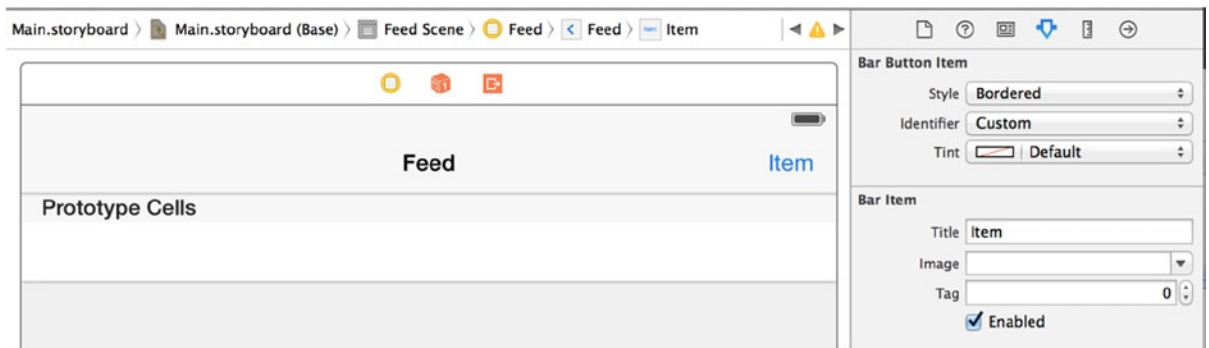 Main.storyboard 〉 Main.storyboard (Base) 〉 Feed Scene 〉 Feed 〉 Feed 〉 Item
Feed
Item
Prototype Cells
Bar Button Item
Style Bordered
Identifier Custom
Tint Default
Bar Item
Title Item
Image
Tag 0
Enabled